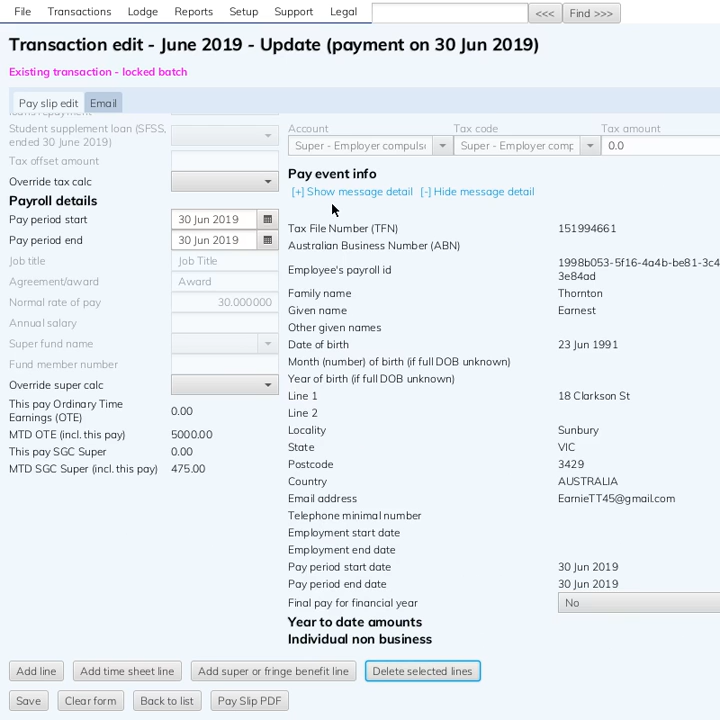 File Transactions Lodge Reports Setup Support Legal <<< Find >>>
Transaction edit - June 2019 - Update (payment on 30 Jun 2019)
Existing transaction - locked batch
Pay slip edit Email
Student supplement loan (SFSS,
ended 30 June 2019)
Tax offset amount
Override tax calc
Payroll details
Pay period start 30 Jun 2019
Pay period end 30 Jun 2019
Job title Job Title
Agreement/award Award
Normal rate of pay 30.000000
Annual salary
Super fund name
Fund member number
Override super calc
This pay Ordinary Time
Earnings (OTE) 0.00
MTD OTE (incl. this pay) 5000.00
This pay SGC Super 0.00
MTD SGC Super (incl. this pay) 475.00
Account Tax code Tax amount
Super - Employer compuls Super - Employer comp 0.0
Pay event info
[+] Show message detail [-] Hide message detail
Tax File Number (TFN) 151994661
Australian Business Number (ABN)
Employee's payroll id 1998b053-5f16-4a4b-be81-3c4
3e84ad
Family name Thornton
Given name Earnest
Other given names
Date of birth 23 Jun 1991
Month (number) of birth (if full DOB unknown)
Year of birth (if full DOB unknown)
Line 1 18 Clarkson St
Line 2
Locality Sunbury
State VIC
Postcode 3429
Country AUSTRALIA
Email address EarnieTT45@gmail.com
Telephone minimal number
Employment start date
Employment end date
Pay period start date 30 Jun 2019
Pay period end date 30 Jun 2019
Final pay for financial year No
Year to date amounts
Individual non business
Add line Add time sheet line Add super or fringe benefit line Delete selected lines
Save Clear form Back to list Pay Slip PDF